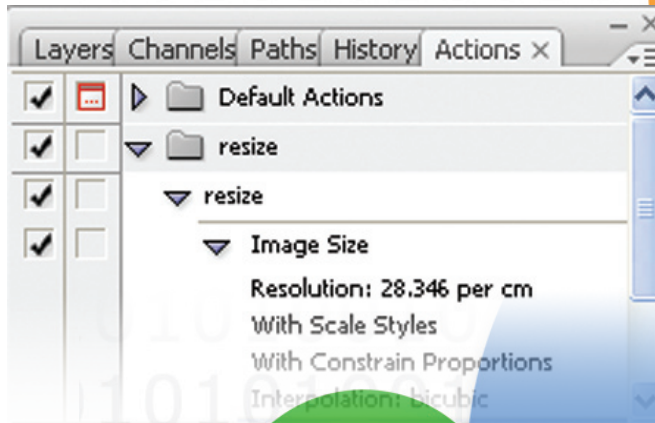 Layers Channels Paths History Actions ×
Default Actions
resize
resize
Image Size
Resolution: 28.346 per cm
With Scale Styles
With Constrain Proportions
Interpolation: bicubic